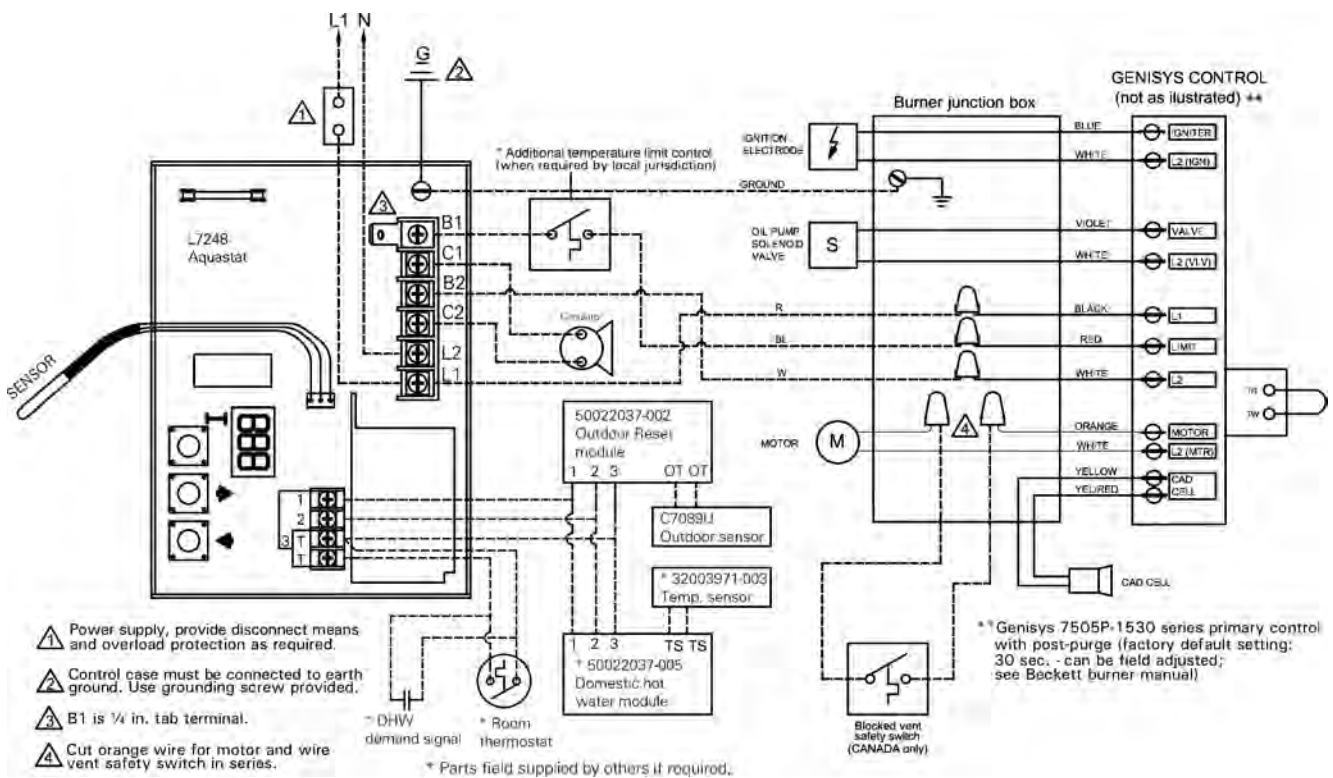 L1 N
G
2
1
GENISYS CONTROL
(not as ilustrated) **
Burner junction box
IGNITION
ELECTRODE
BLUE
IGNITER
WHITE
L2 (IGN)
* Additional temperature limit control
(when required by local jurisdiction)
GROUND
L7248
Aquastat
3
B1
C1
B2
C2
L2
L1
OIL PUMP
SOLENOID
VALVE
S
VIOLET
VALVE
WHITE
L2 (VLV)
R
BLACK
L1
Circulator
BL
RED
LIMIT
W
WHITE
L2
SENSOR
50022037-002
Outdoor Reset
module
1 2 3 OT OT
MOTOR
M
4
ORANGE
MOTOR
WHITE
L2 (MTR)
YELLOW
YEL/RED
CAD
CELL
1
2
3 T
T
C7089U
Outdoor sensor
* 32003971-003
Temp. sensor
1 2 3 TS TS
* 50022037-005
Domestic hot
water module
CAD CELL
* DHW
demand signal
* Room
thermostat
Blocked vent
safety switch
(CANADA only)
* * Genisys 7505P-1530 series primary control
with post-purge (factory default setting:
30 sec. - can be field adjusted;
see Beckett burner manual)
1 Power supply, provide disconnect means
and overload protection as required.
2 Control case must be connected to earth
ground. Use grounding screw provided.
3 B1 is ¼ in. tab terminal.
4 Cut orange wire for motor and wire
vent safety switch in series.
* Parts field supplied by others if required.